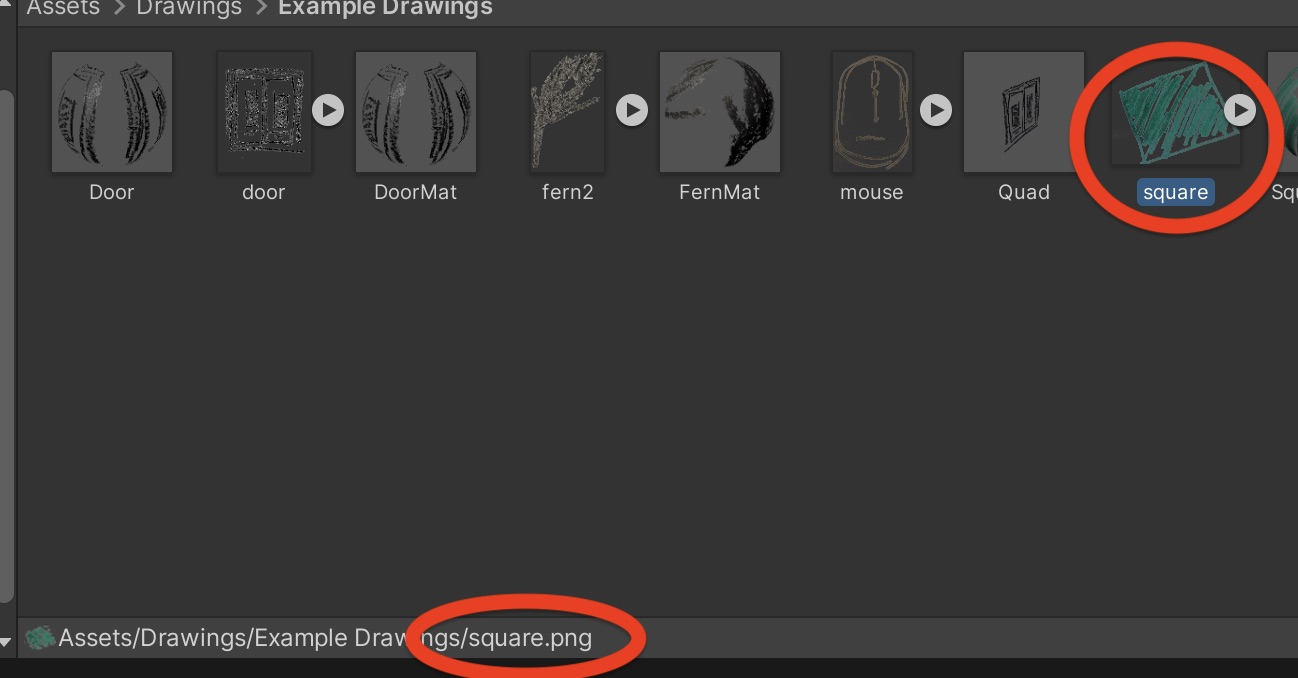 Assets > Drawings > Example Drawings
Door door DoorMat fern2 FernMat mouse Quad square Squ
Assets/Drawings/Example Drawings/square.png